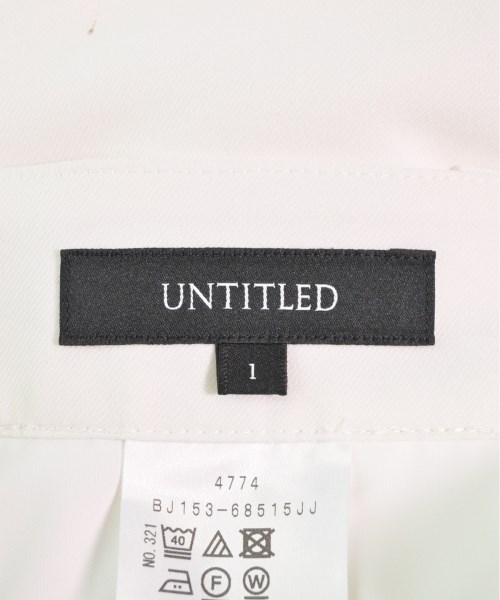 UNTITLED
1
4774
BJ153-68515JJ
NO.321
40
F W